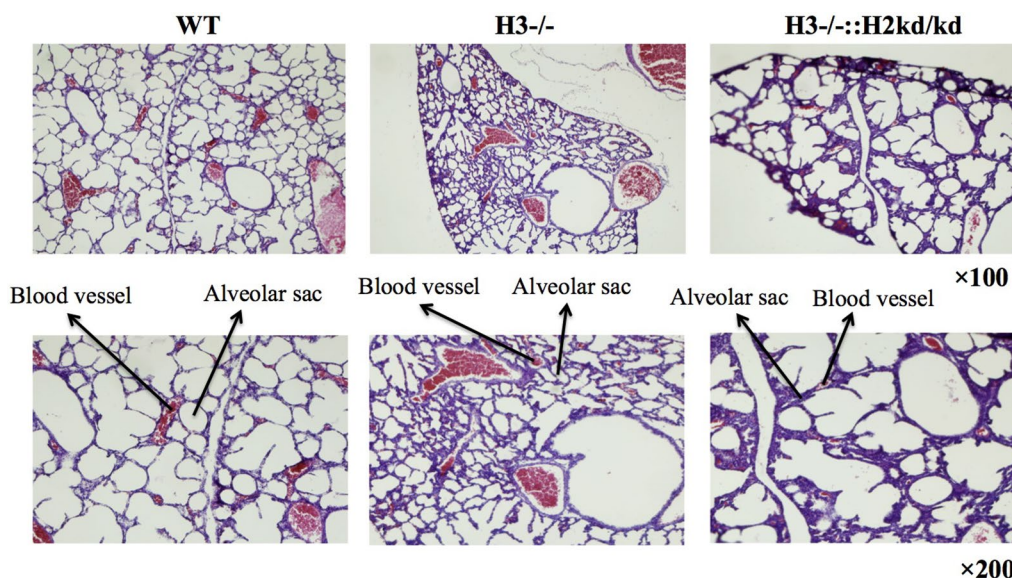 WT
H3-/-
H3-/-::H2kd/kd
×100
Blood vessel
Alveolar sac
Blood vessel
Alveolar sac
Alveolar sac
Blood vessel
×200